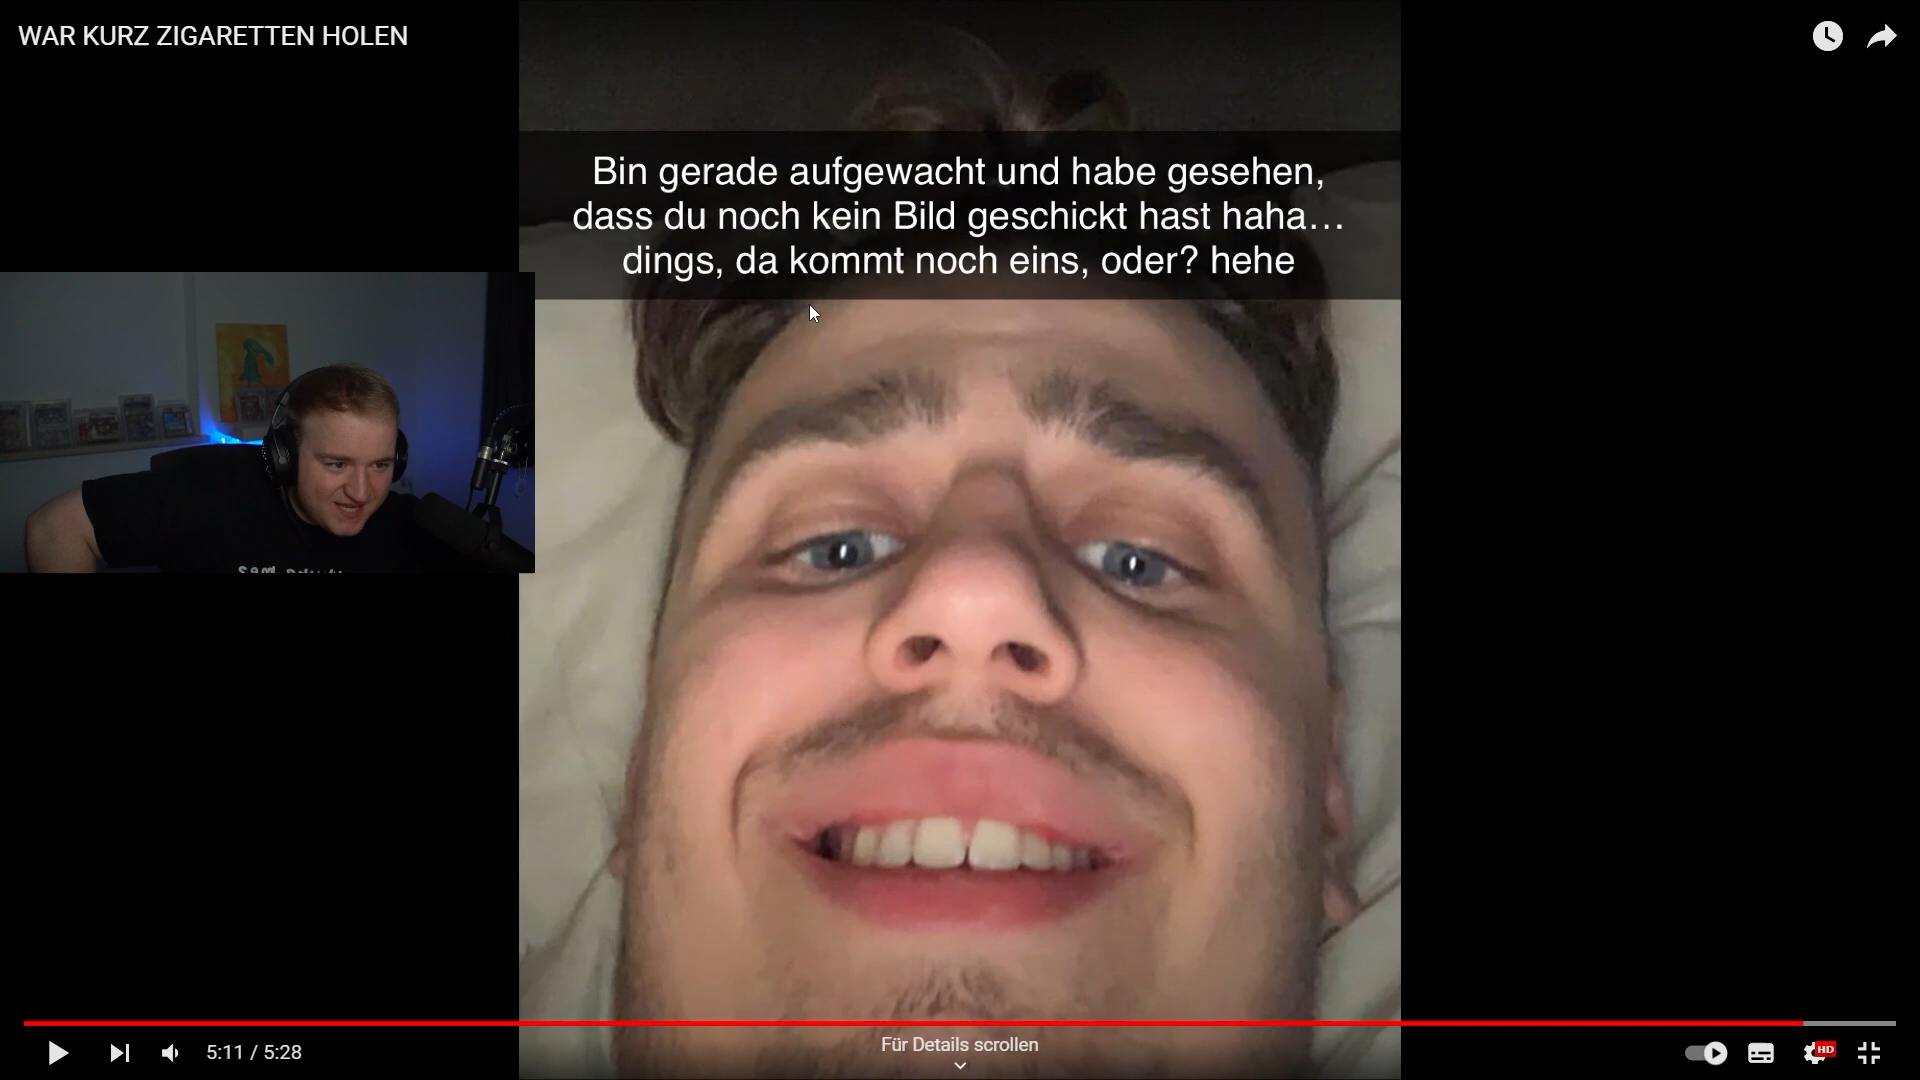 WAR KURZ ZIGARETTEN HOLEN
Bin gerade aufgewacht und habe gesehen,
dass du noch kein Bild geschickt hast haha…
dings, da kommt noch eins, oder? hehe
Für Details scrollen
5:11 / 5:28
HD